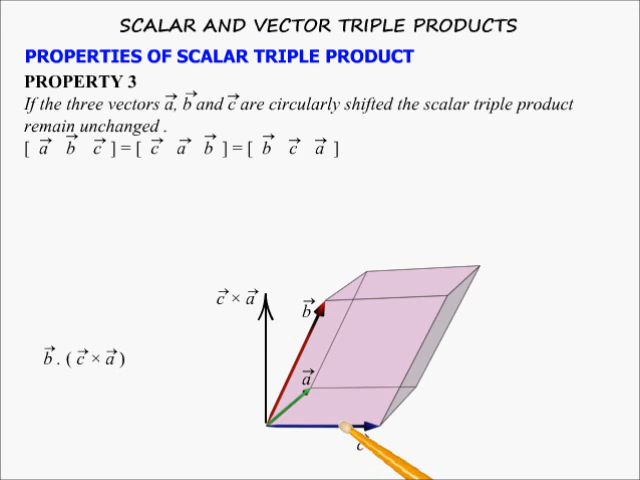 SCALAR AND VECTOR TRIPLE PRODUCTS
PROPERTIES OF SCALAR TRIPLE PRODUCT
PROPERTY 3
If the three vectors a⃗, b⃗ and c⃗ are circularly shifted the scalar triple product
remain unchanged .
[ a⃗ b⃗ c⃗ ] = [ c⃗ a⃗ b⃗ ] = [ b⃗ c⃗ a⃗ ]
c⃗ × a⃗
b⃗
b⃗ . ( c⃗ × a⃗ )
a⃗
c⃗